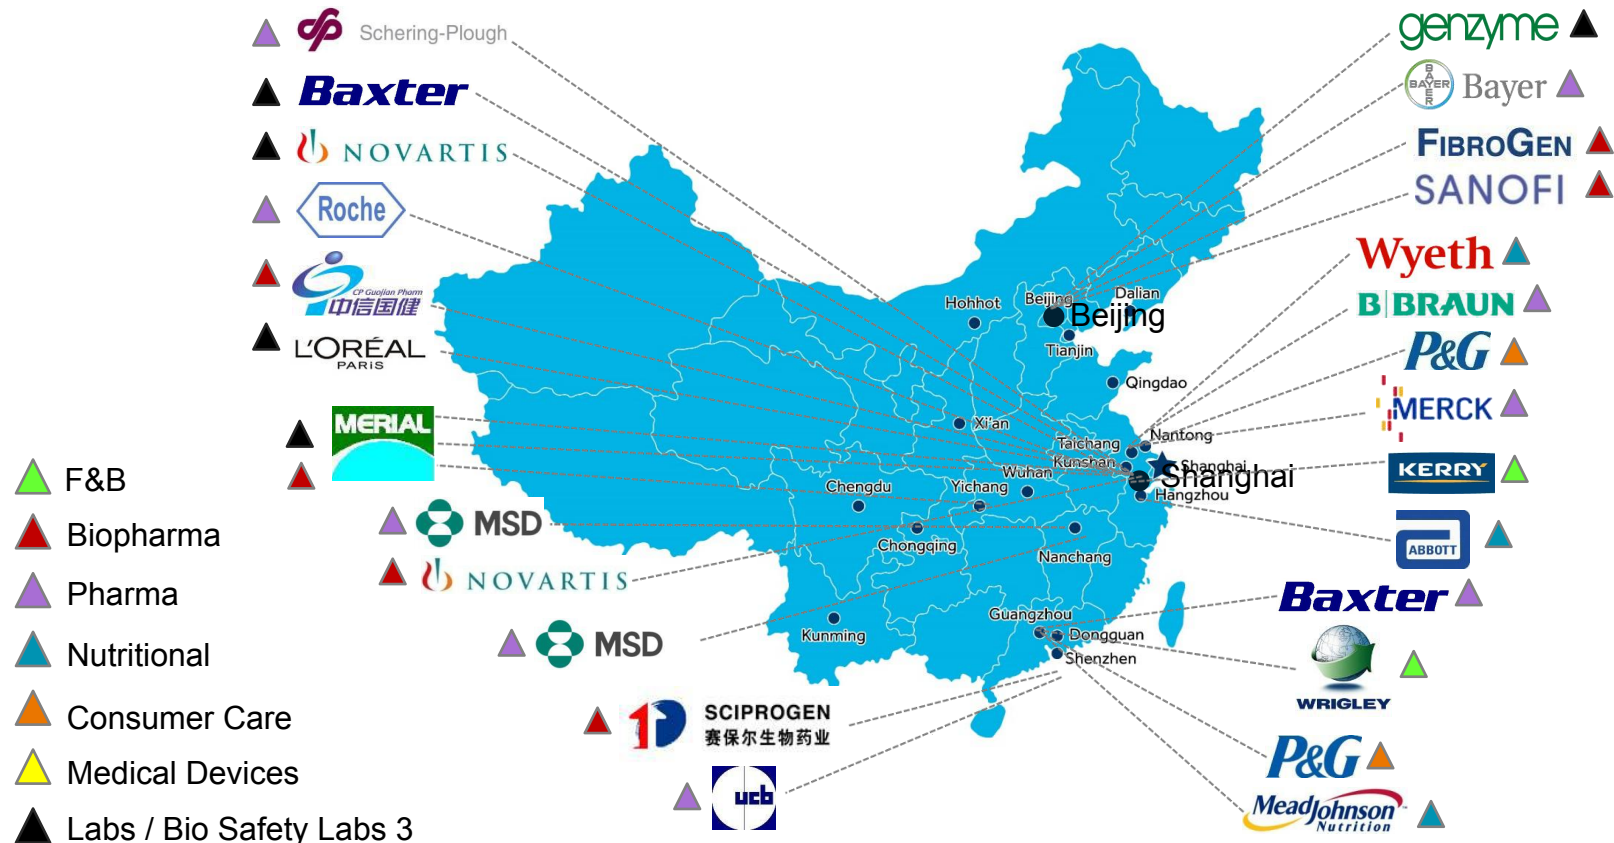 Schering-Plough
Baxter
NOVARTIS
Roche
CP Guojian Pharm
中信国健
L'ORÉAL
PARIS
MERIAL
MSD
NOVARTIS
MSD
SCIPROGEN
赛保尔生物药业
ucb
F&B
Biopharma
Pharma
Nutritional
Consumer Care
Medical Devices
Labs / Bio Safety Labs 3
Hohhot
Beijing
Dalian
Beijing
Tianjin
Qingdao
Xi'an
Taichang
Nantong
Kunshan
Shanghai
Shanghai
Wuhan
Hangzhou
Chengdu
Yichang
Chongqing
Nanchang
Guangzhou
Dongguan
Shenzhen
Kunming
genzyme
BAYER
BAYER
Bayer
FIBROGEN
SANOFI
Wyeth
B|BRAUN
P&G
MERCK
KERRY
ABBOTT
Baxter
WRIGLEY
P&G
MeadJohnson
Nutrition